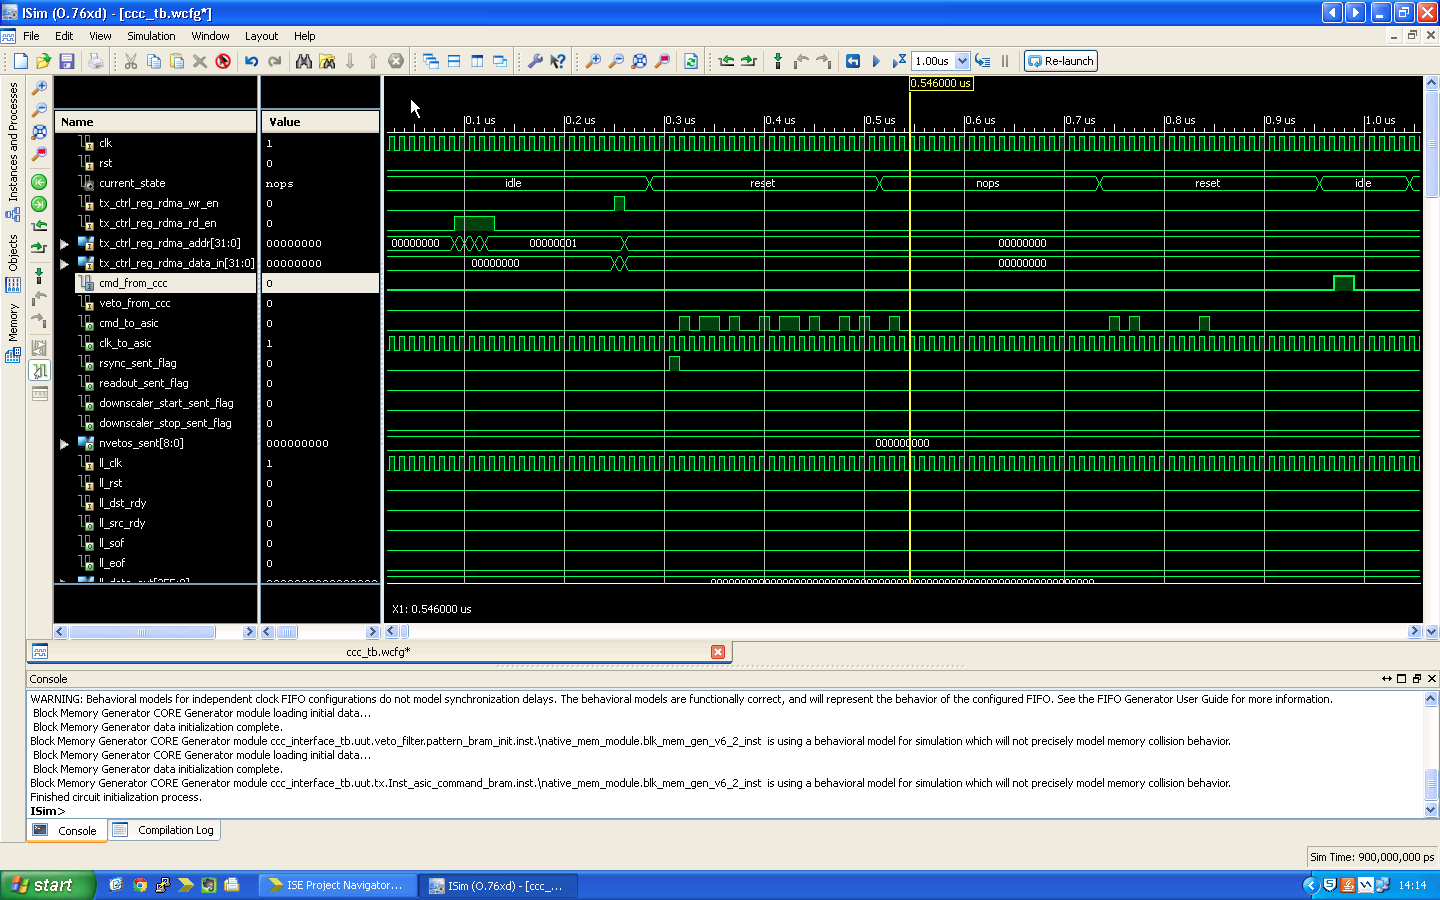 ISim (O.76xd) - [ccc_tb.wcfg*]
File Edit View Simulation Window Layout Help
1.00us Re-launch
Instances and Processes
Objects
Memory
0.546000 us
Name Value
0.1 us 0.2 us 0.3 us 0.4 us 0.5 us 0.6 us 0.7 us 0.8 us 0.9 us 1.0 us
clk 1
rst 0
current_state nops idle reset nops reset idle
tx_ctrl_reg_rdma_wr_en 0
tx_ctrl_reg_rdma_rd_en 0
tx_ctrl_reg_rdma_addr[31:0] 00000000 00000000 00000001 00000000
tx_ctrl_reg_rdma_data_in[31:0] 00000000 00000000 00000000
cmd_from_ccc 0
veto_from_ccc 0
cmd_to_asic 0
clk_to_asic 1
rsync_sent_flag 0
readout_sent_flag 0
downscaler_start_sent_flag 0
downscaler_stop_sent_flag 0
nvetos_sent[8:0] 000000000 000000000
ll_clk 1
ll_rst 0
ll_dst_rdy 0
ll_src_rdy 0
ll_sof 0
ll_eof 0
X1: 0.546000 us
ccc_tb.wcfg*
Console
WARNING: Behavioral models for independent clock FIFO configurations do not model synchronization delays. The behavioral models are functionally correct, and will represent the behavior of the configured FIFO. See the FIFO Generator User Guide for more information.
Block Memory Generator CORE Generator module loading initial data...
Block Memory Generator data initialization complete.
Block Memory Generator CORE Generator module ccc_interface_tb.uut.veto_filter.pattern_bram_init.inst.\native_mem_module.blk_mem_gen_v6_2_inst is using a behavioral model for simulation which will not precisely model memory collision behavior.
Block Memory Generator CORE Generator module loading initial data...
Block Memory Generator data initialization complete.
Block Memory Generator CORE Generator module ccc_interface_tb.uut.tx.Inst_asic_command_bram.inst.\native_mem_module.blk_mem_gen_v6_2_inst is using a behavioral model for simulation which will not precisely model memory collision behavior.
Finished circuit initialization process.
ISim>
Console Compilation Log
Sim Time: 900,000,000 ps
start ISE Project Navigator... ISim (O.76xd) - [ccc_... 14:14